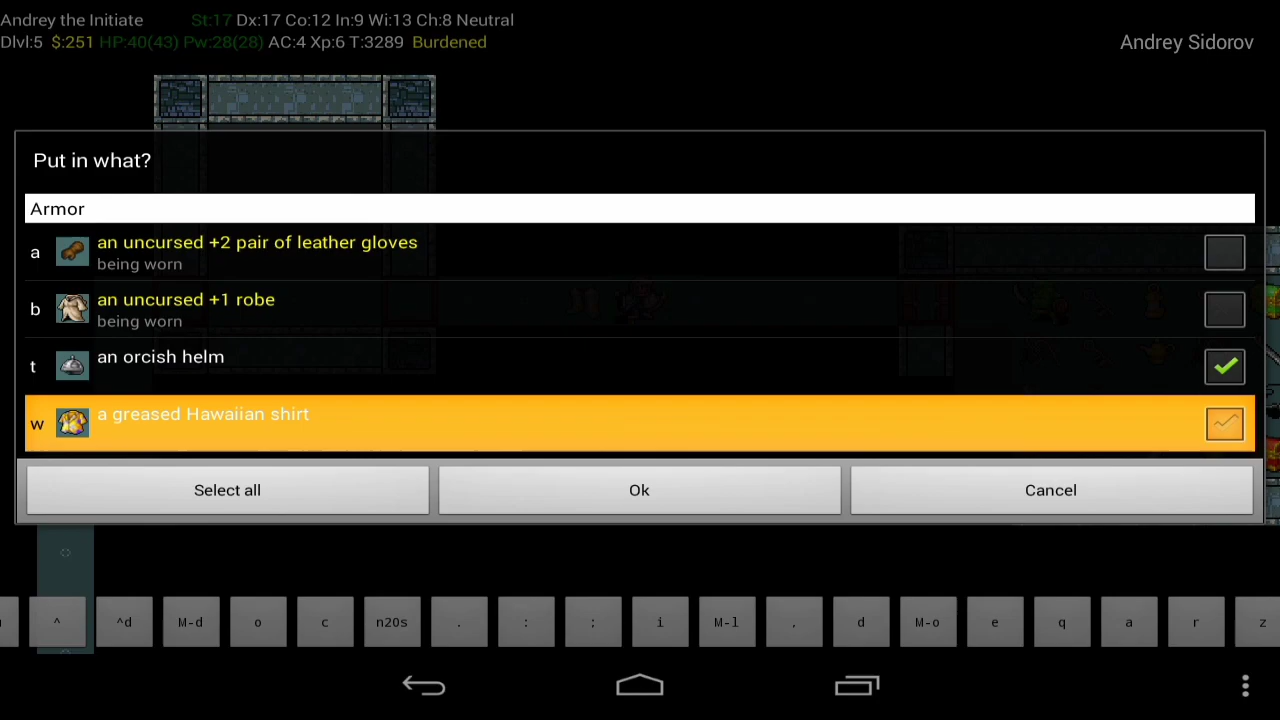 Andrey the Initiate St:17 Dx:17 Co:12 In:9 Wi:13 Ch:8 Neutral
Dlvl:5 $:251 HP:40(43) Pw:28(28) AC:4 Xp:6 T:3289 Burdened
Andrey Sidorov
Put in what?
Armor
a an uncursed +2 pair of leather gloves
being worn
b an uncursed +1 robe
being worn
t an orcish helm
w a greased Hawaiian shirt
Select all Ok Cancel
^ ^d M-d o c n20s . : ; i M-l , d M-o e q a r z